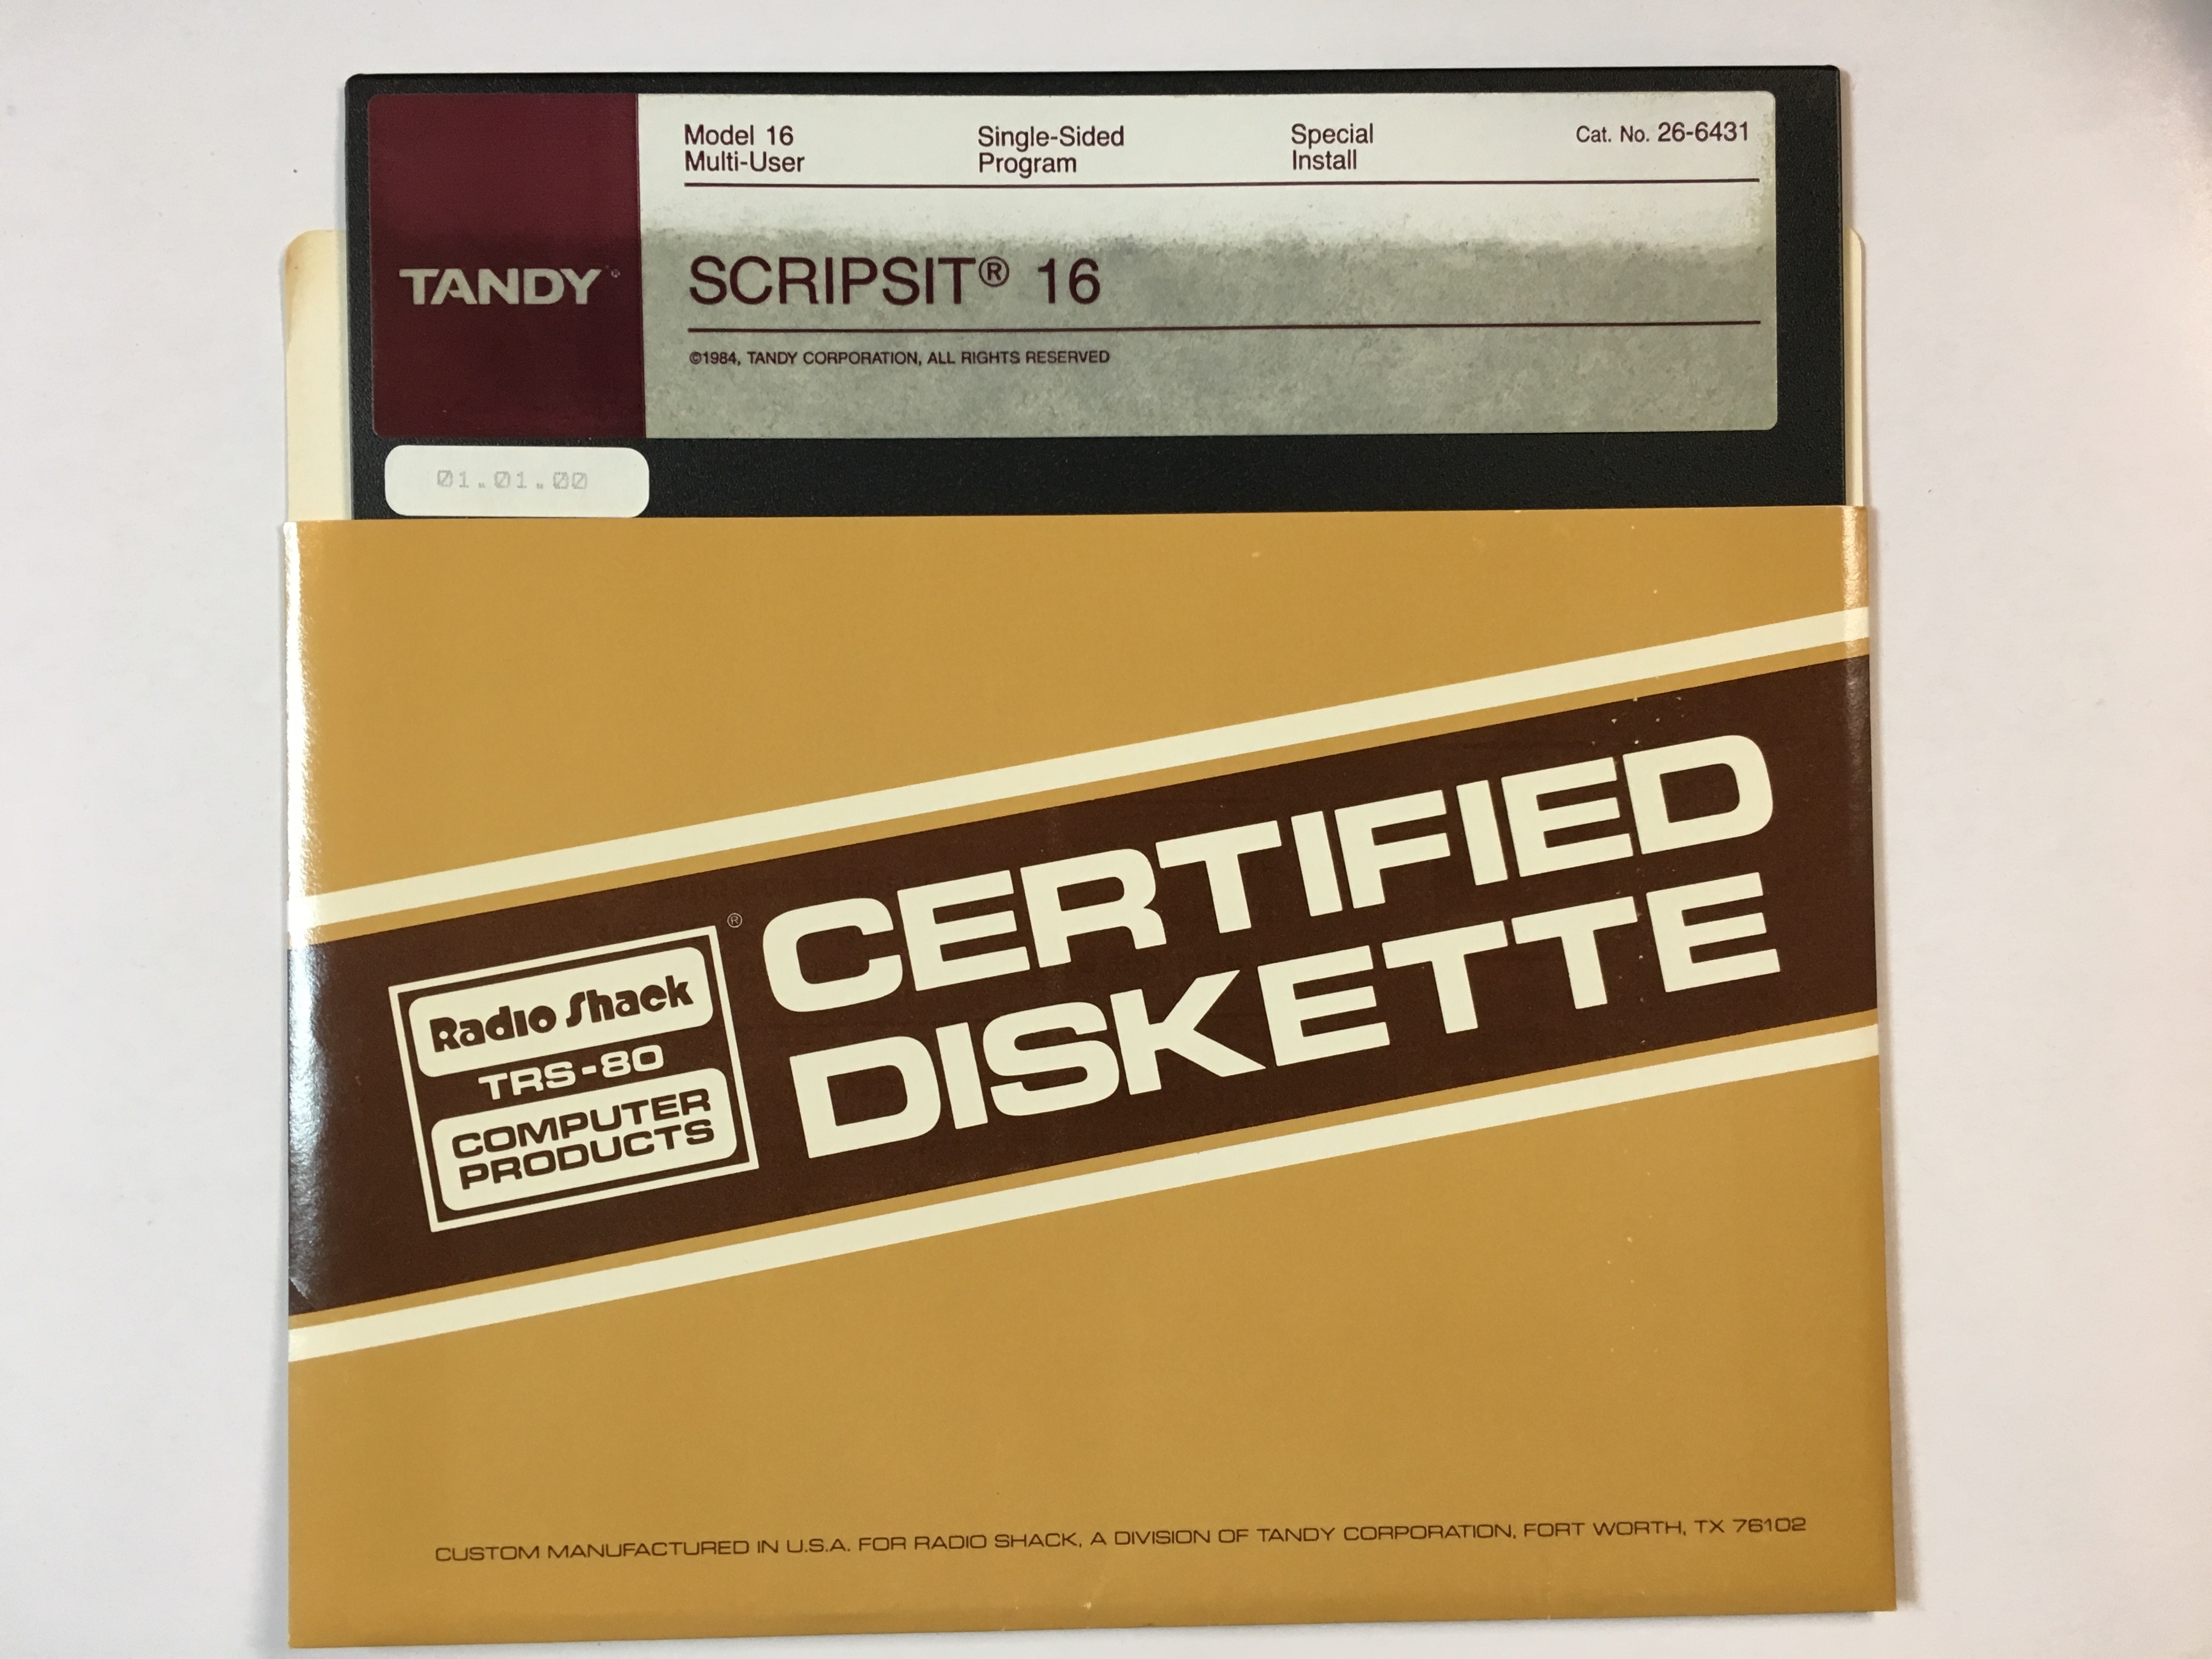 Model 16
Multi-User
Single-Sided
Program
Special
Install
Cat. No. 26-6431
TANDY®
SCRIPSIT® 16
©1984, TANDY CORPORATION, ALL RIGHTS RESERVED
01.01.00
CERTIFIED
DISKETTE
®
Radio Shack
TRS-80
COMPUTER
PRODUCTS
CUSTOM MANUFACTURED IN U.S.A. FOR RADIO SHACK, A DIVISION OF TANDY CORPORATION, FORT WORTH, TX 76102